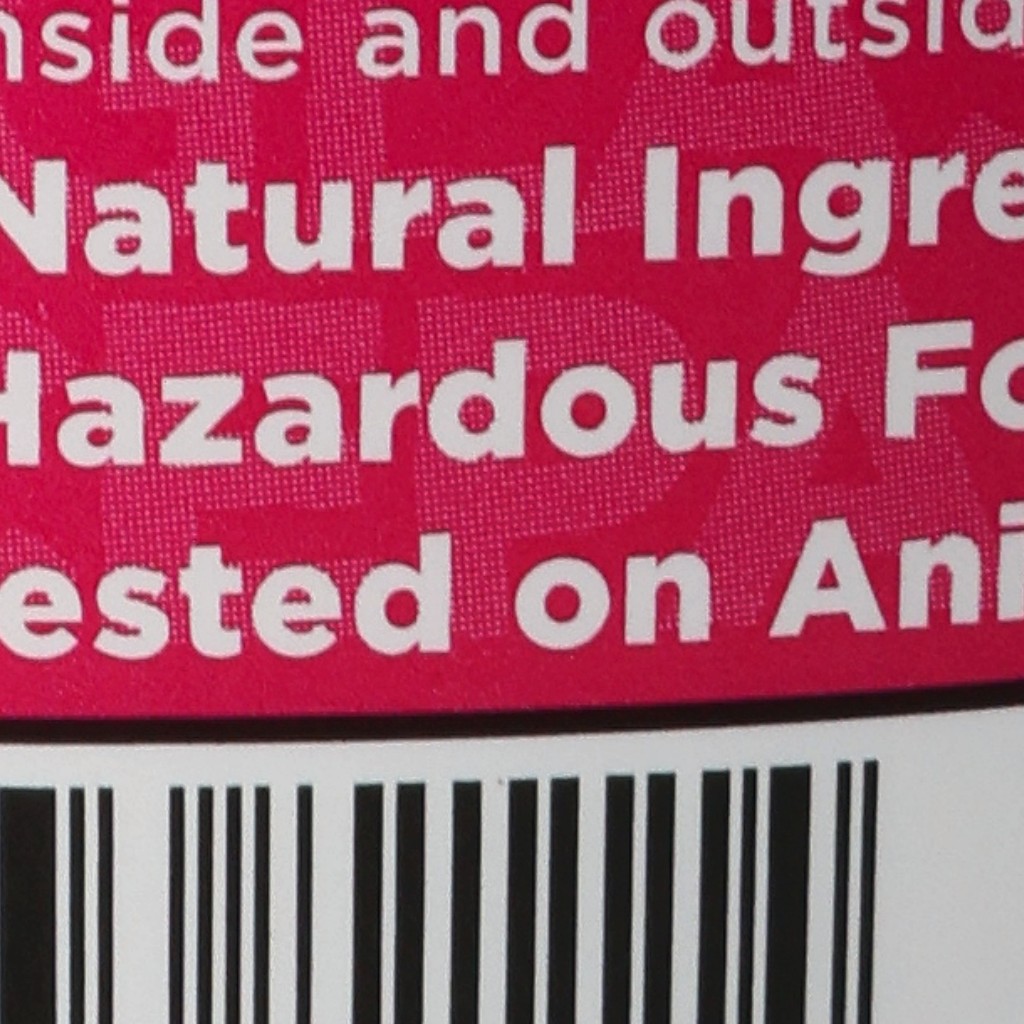 nside and outsid
Natural Ingre
Hazardous Fo
ested on Ani